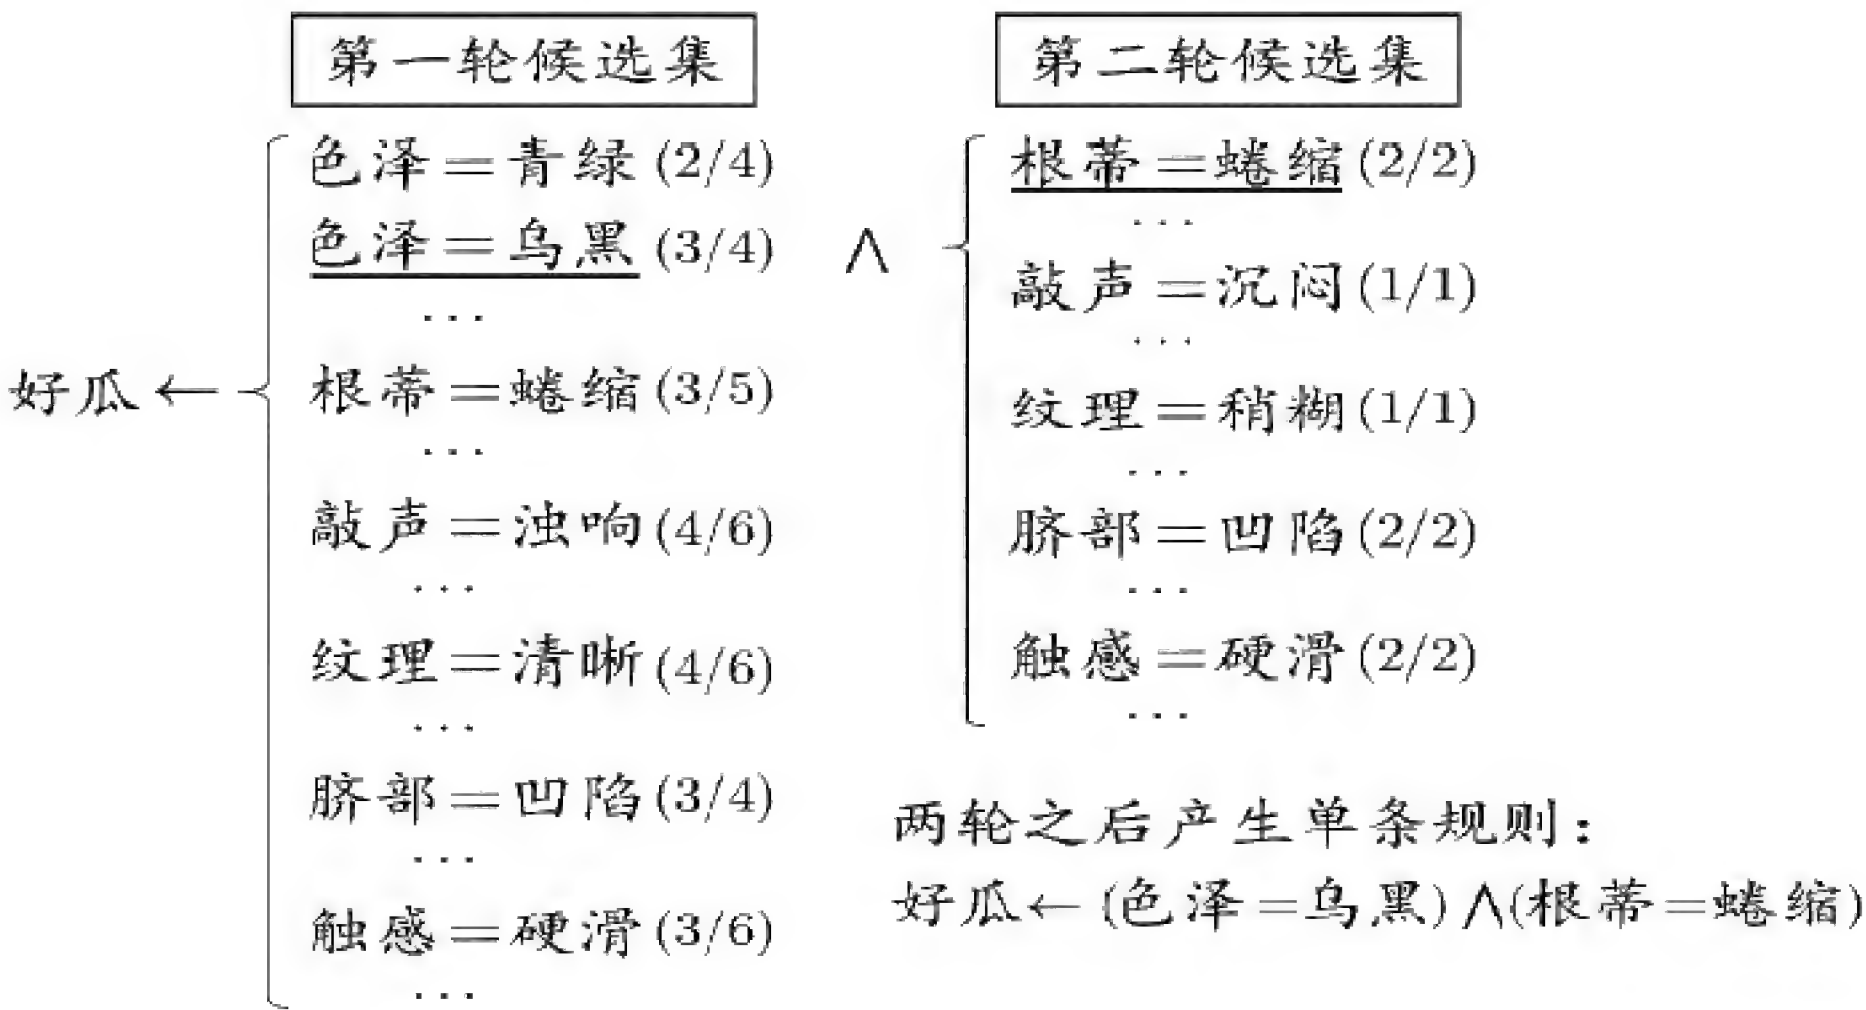 第一轮候选集
色泽=青绿(2/4)
色泽=乌黑(3/4)
...
根蒂=蜷缩(3/5)
...
敲声=浊响(4/6)
...
纹理=清晰(4/6)
...
脐部=凹陷(3/4)
...
触感=硬滑(3/6)
...
好瓜←
∧
第二轮候选集
根蒂=蜷缩(2/2)
...
敲声=沉闷(1/1)
...
纹理=稍糊(1/1)
...
脐部=凹陷(2/2)
...
触感=硬滑(2/2)
...
两轮之后产生单条规则:
好瓜←(色泽=乌黑)∧(根蒂=蜷缩)